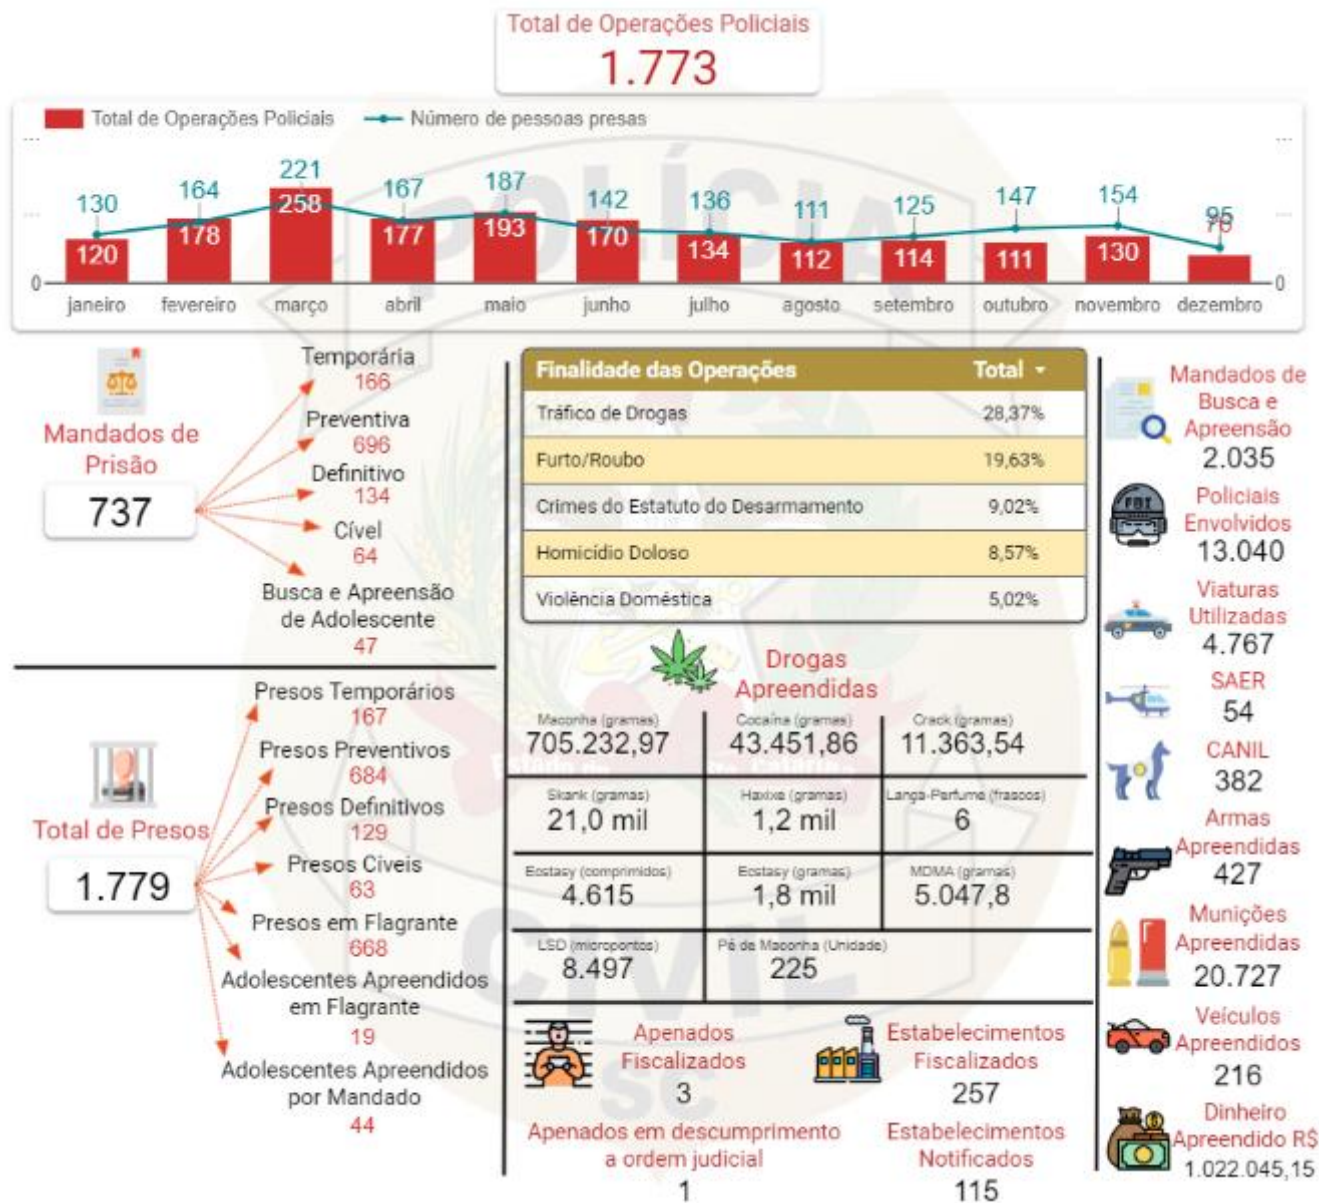 Total de Operações Policiais
1.773
Total de Operações Policiais
Número de pessoas presas
130 164 221 167 187 142 136 111 125 147 154 95
120 178 258 177 193 170 134 112 114 111 130 76
0 0
janeiro fevereiro março abril maio junho julho agosto setembro outubro novembro dezembro
Mandados de
Prisão
737
Temporária
166
Preventiva
696
Definitivo
134
Cível
64
Busca e Apreensão
de Adolescente
47
Total de Presos
1.779
Presos Temporários
167
Presos Preventivos
684
Presos Definitivos
129
Presos Cíveis
63
Presos em Flagrante
668
Adolescentes Apreendidos
em Flagrante
19
Adolescentes Apreendidos
por Mandado
44
Finalidade das Operações Total
Tráfico de Drogas 28,37%
Furto/Roubo 19,63%
Crimes do Estatuto do Desarmamento 9,02%
Homicídio Doloso 8,57%
Violência Doméstica 5,02%
Drogas
Apreendidas
Maconha (gramas) Cocaína (gramas) Crack (gramas)
705.232,97 43.451,86 11.363,54
Skank (gramas) Haxixe (gramas) Lança-Perfume (frascos)
21,0 mil 1,2 mil 6
Ecstasy (comprimidos) Ecstasy (gramas) MDMA (gramas)
4.615 1,8 mil 5.047,8
LSD (micropontos) Pé de Maconha (Unidade)
8.497 225
Apenados
Fiscalizados
3
Estabelecimentos
Fiscalizados
257
Apenados em descumprimento
a ordem judicial
1
Estabelecimentos
Notificados
115
Mandados de
Busca e
Apreensão
2.035
FBI
Policiais
Envolvidos
13.040
Viaturas
Utilizadas
4.767
SAER
54
CANIL
382
Armas
Apreendidas
427
Munições
Apreendidas
20.727
Veículos
Apreendidos
216
Dinheiro
Apreendido R$
1.022.045,15
POLÍCIA
CIVIL
SC